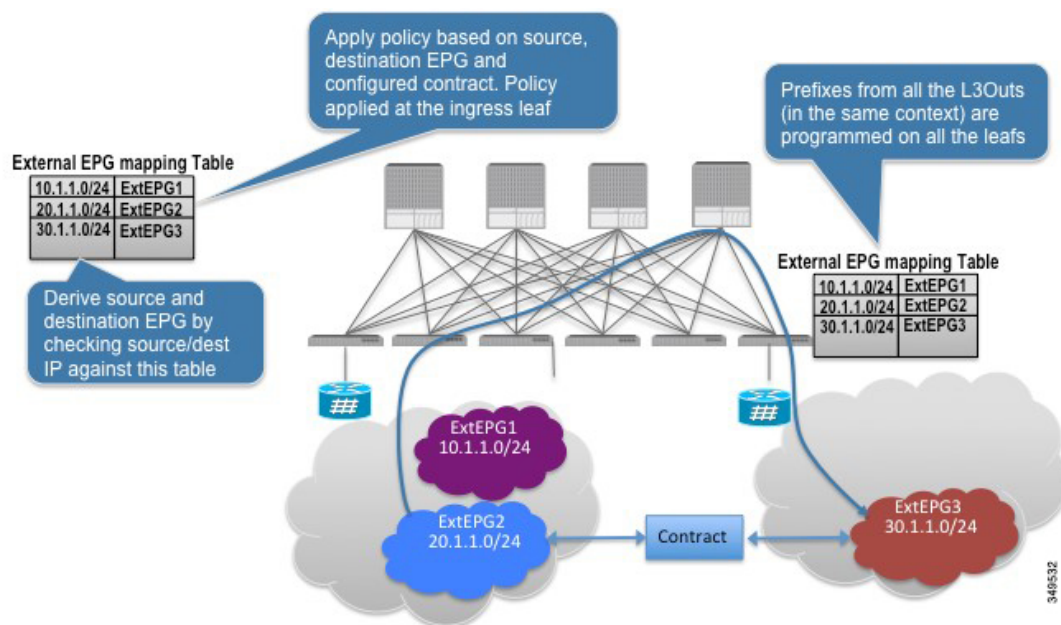 Apply policy based on source,
destination EPG and
configured contract. Policy
applied at the ingress leaf
Prefixes from all the L3Outs
(in the same context) are
programmed on all the leafs
External EPG mapping Table
10.1.1.0/24 ExtEPG1
20.1.1.0/24 ExtEPG2
30.1.1.0/24 ExtEPG3
Derive source and
destination EPG by
checking source/dest
IP against this table
External EPG mapping Table
10.1.1.0/24 ExtEPG1
20.1.1.0/24 ExtEPG2
30.1.1.0/24 ExtEPG3
ExtEPG1
10.1.1.0/24
ExtEPG2
20.1.1.0/24
Contract
ExtEPG3
30.1.1.0/24
349532